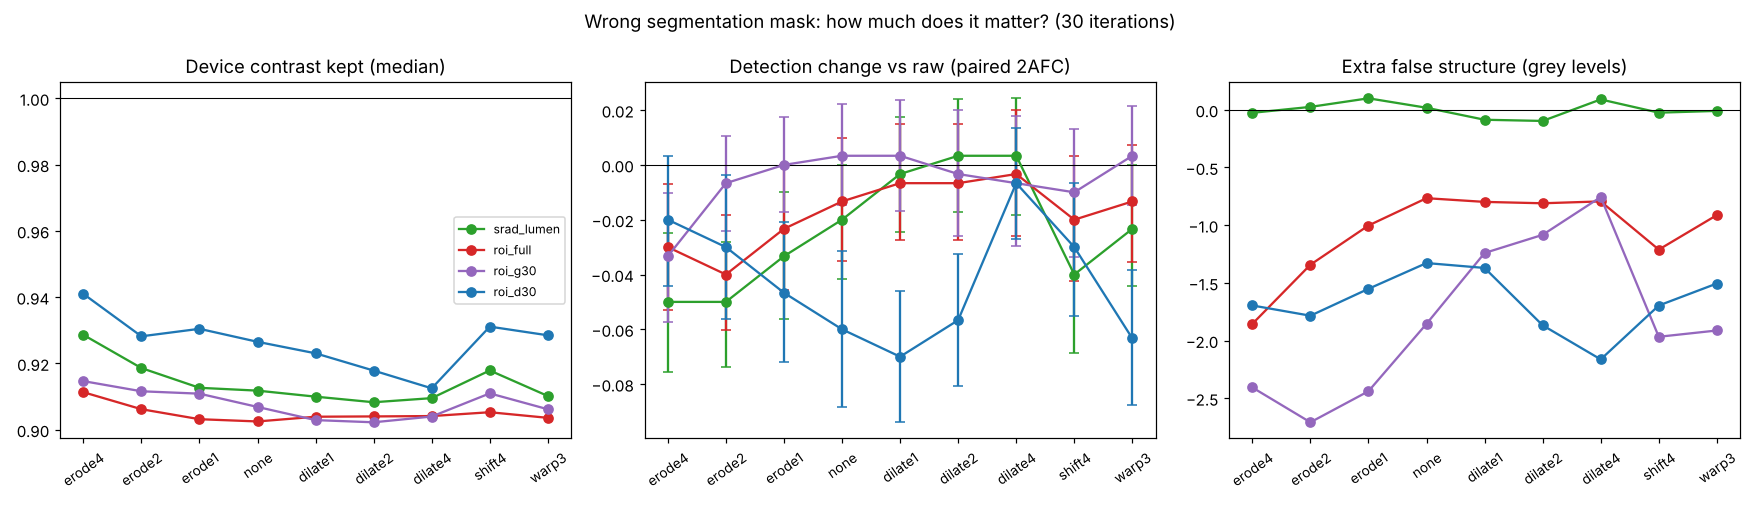 Wrong segmentation mask: how much does it matter? (30 iterations)
Device contrast kept (median)
1.00
0.98
0.96
0.94
0.92
0.90
srad_lumen
roi_full
roi_g30
roi_d30
erode4
erode2
erode1
none
dilate1
dilate2
dilate4
shift4
warp3
Detection change vs raw (paired 2AFC)
0.02
0.00
−0.02
−0.04
−0.06
−0.08
erode4
erode2
erode1
none
dilate1
dilate2
dilate4
shift4
warp3
Extra false structure (grey levels)
0.0
−0.5
−1.0
−1.5
−2.0
−2.5
erode4
erode2
erode1
none
dilate1
dilate2
dilate4
shift4
warp3